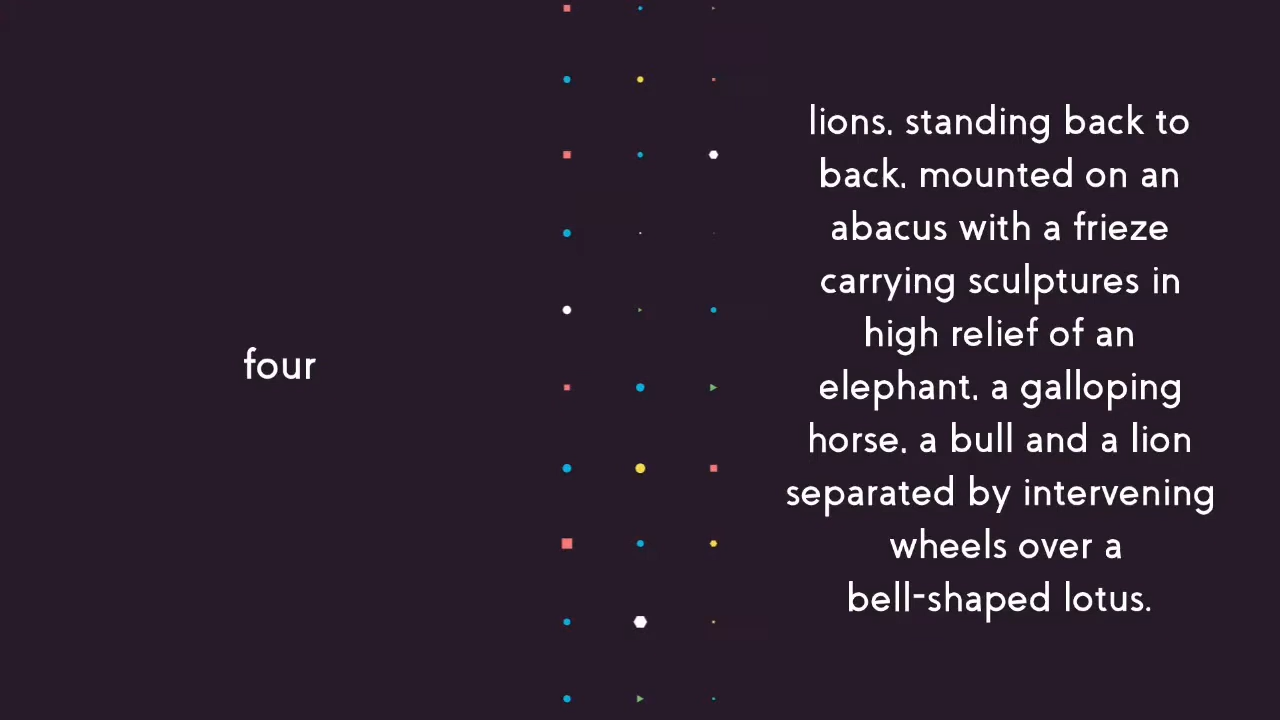 four
lions, standing back to
back, mounted on an
abacus with a frieze
carrying sculptures in
high relief of an
elephant, a galloping
horse, a bull and a lion
separated by intervening
wheels over a
bell-shaped lotus.